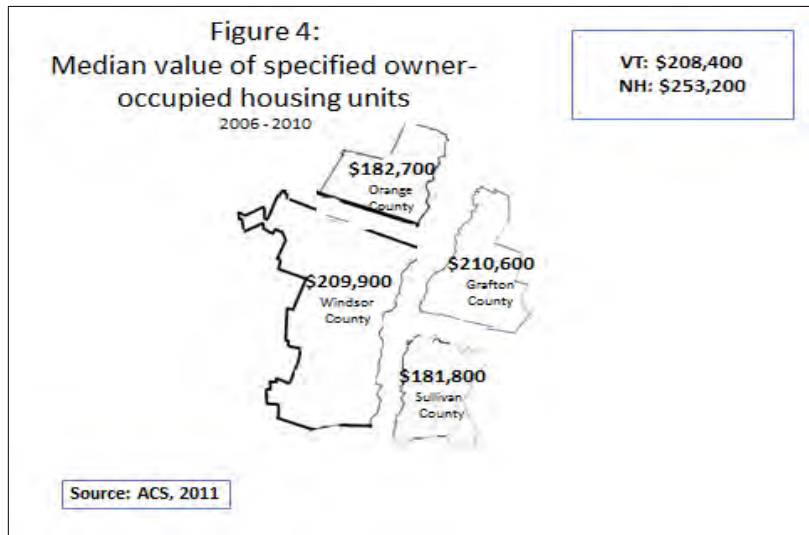 Figure 4:
Median value of specified owner-
occupied housing units
2006 - 2010
VT: $208,400
NH: $253,200
$182,700
Orange
County
$210,600
Grafton
County
$209,900
Windsor
County
$181,800
Sullivan
County
Source: ACS, 2011